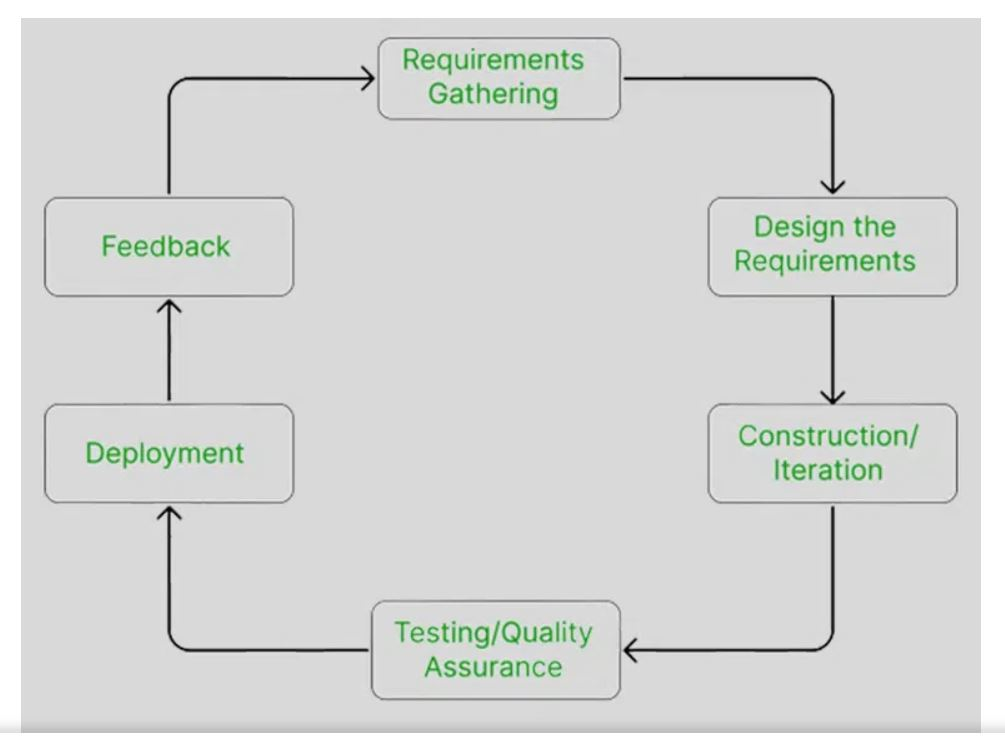 Requirements
Gathering
Design the
Requirements
Construction/
Iteration
Testing/Quality
Assurance
Deployment
Feedback